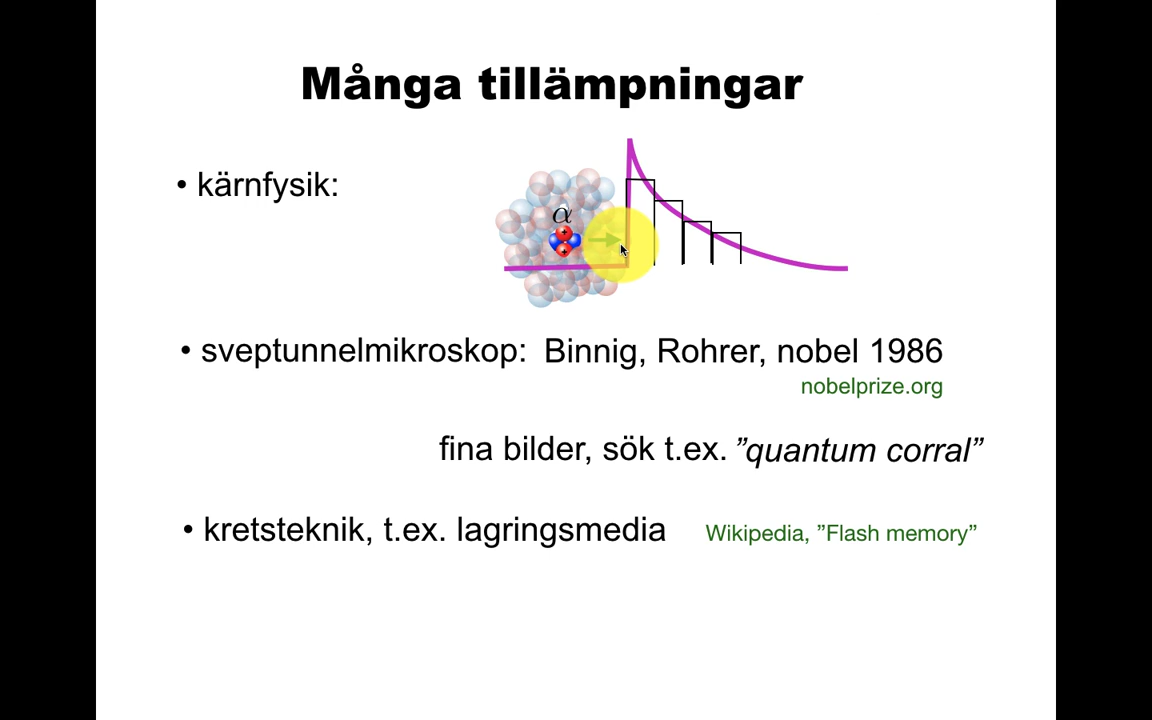 Många tillämpningar
• kärnfysik:
α
+
+
• sveptunnelmikroskop: Binnig, Rohrer, nobel 1986
nobelprize.org
fina bilder, sök t.ex. ”quantum corral”
• kretsteknik, t.ex. lagringsmedia Wikipedia, ”Flash memory”